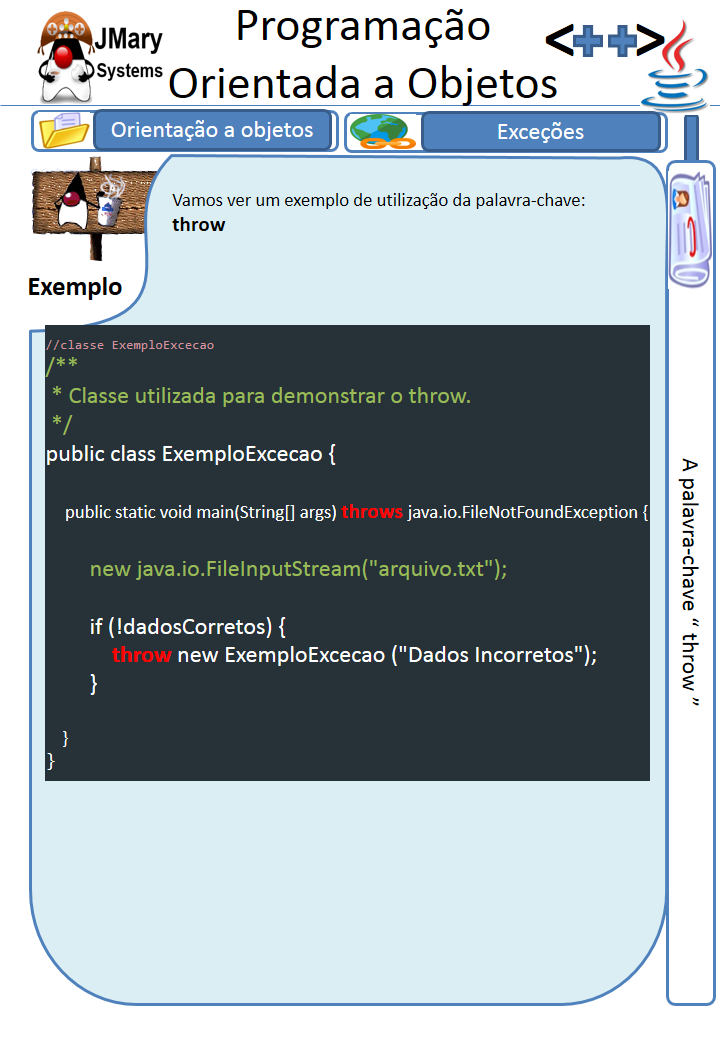 JMary
Systems
Programação
Orientada a Objetos
<++>
Orientação a objetos
Exceções
Exemplo
Vamos ver um exemplo de utilização da palavra-chave:
throw
//classe ExemploExcecao
/**
* Classe utilizada para demonstrar o throw.
*/
public class ExemploExcecao {
public static void main(String[] args) throws java.io.FileNotFoundException {
new java.io.FileInputStream("arquivo.txt");
if (!dadosCorretos) {
throw new ExemploExcecao ("Dados Incorretos");
}
}
}
A palavra-chave “ throw ”